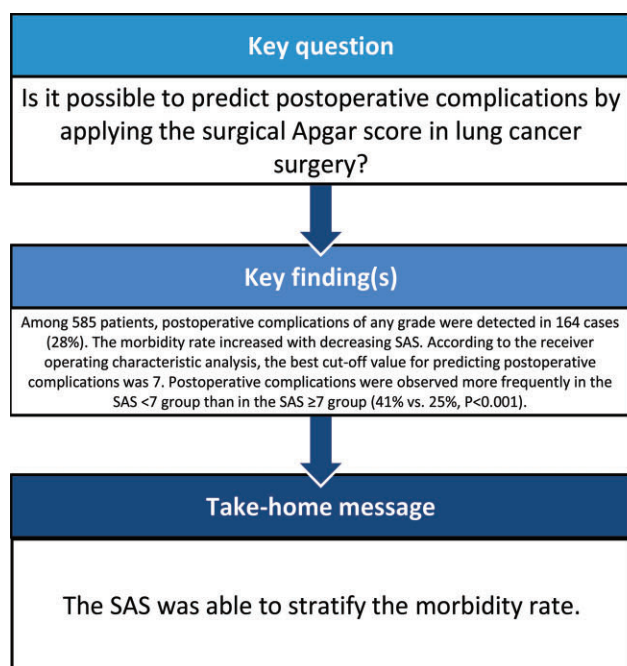 Key question
Is it possible to predict postoperative complications by
applying the surgical Apgar score in lung cancer
surgery?
Key finding(s)
Among 585 patients, postoperative complications of any grade were detected in 164 cases
(28%). The morbidity rate increased with decreasing SAS. According to the receiver
operating characteristic analysis, the best cut-off value for predicting postoperative
complications was 7. Postoperative complications were observed more frequently in the
SAS <7 group than in the SAS ≥7 group (41% vs. 25%, P<0.001).
Take-home message
The SAS was able to stratify the morbidity rate.